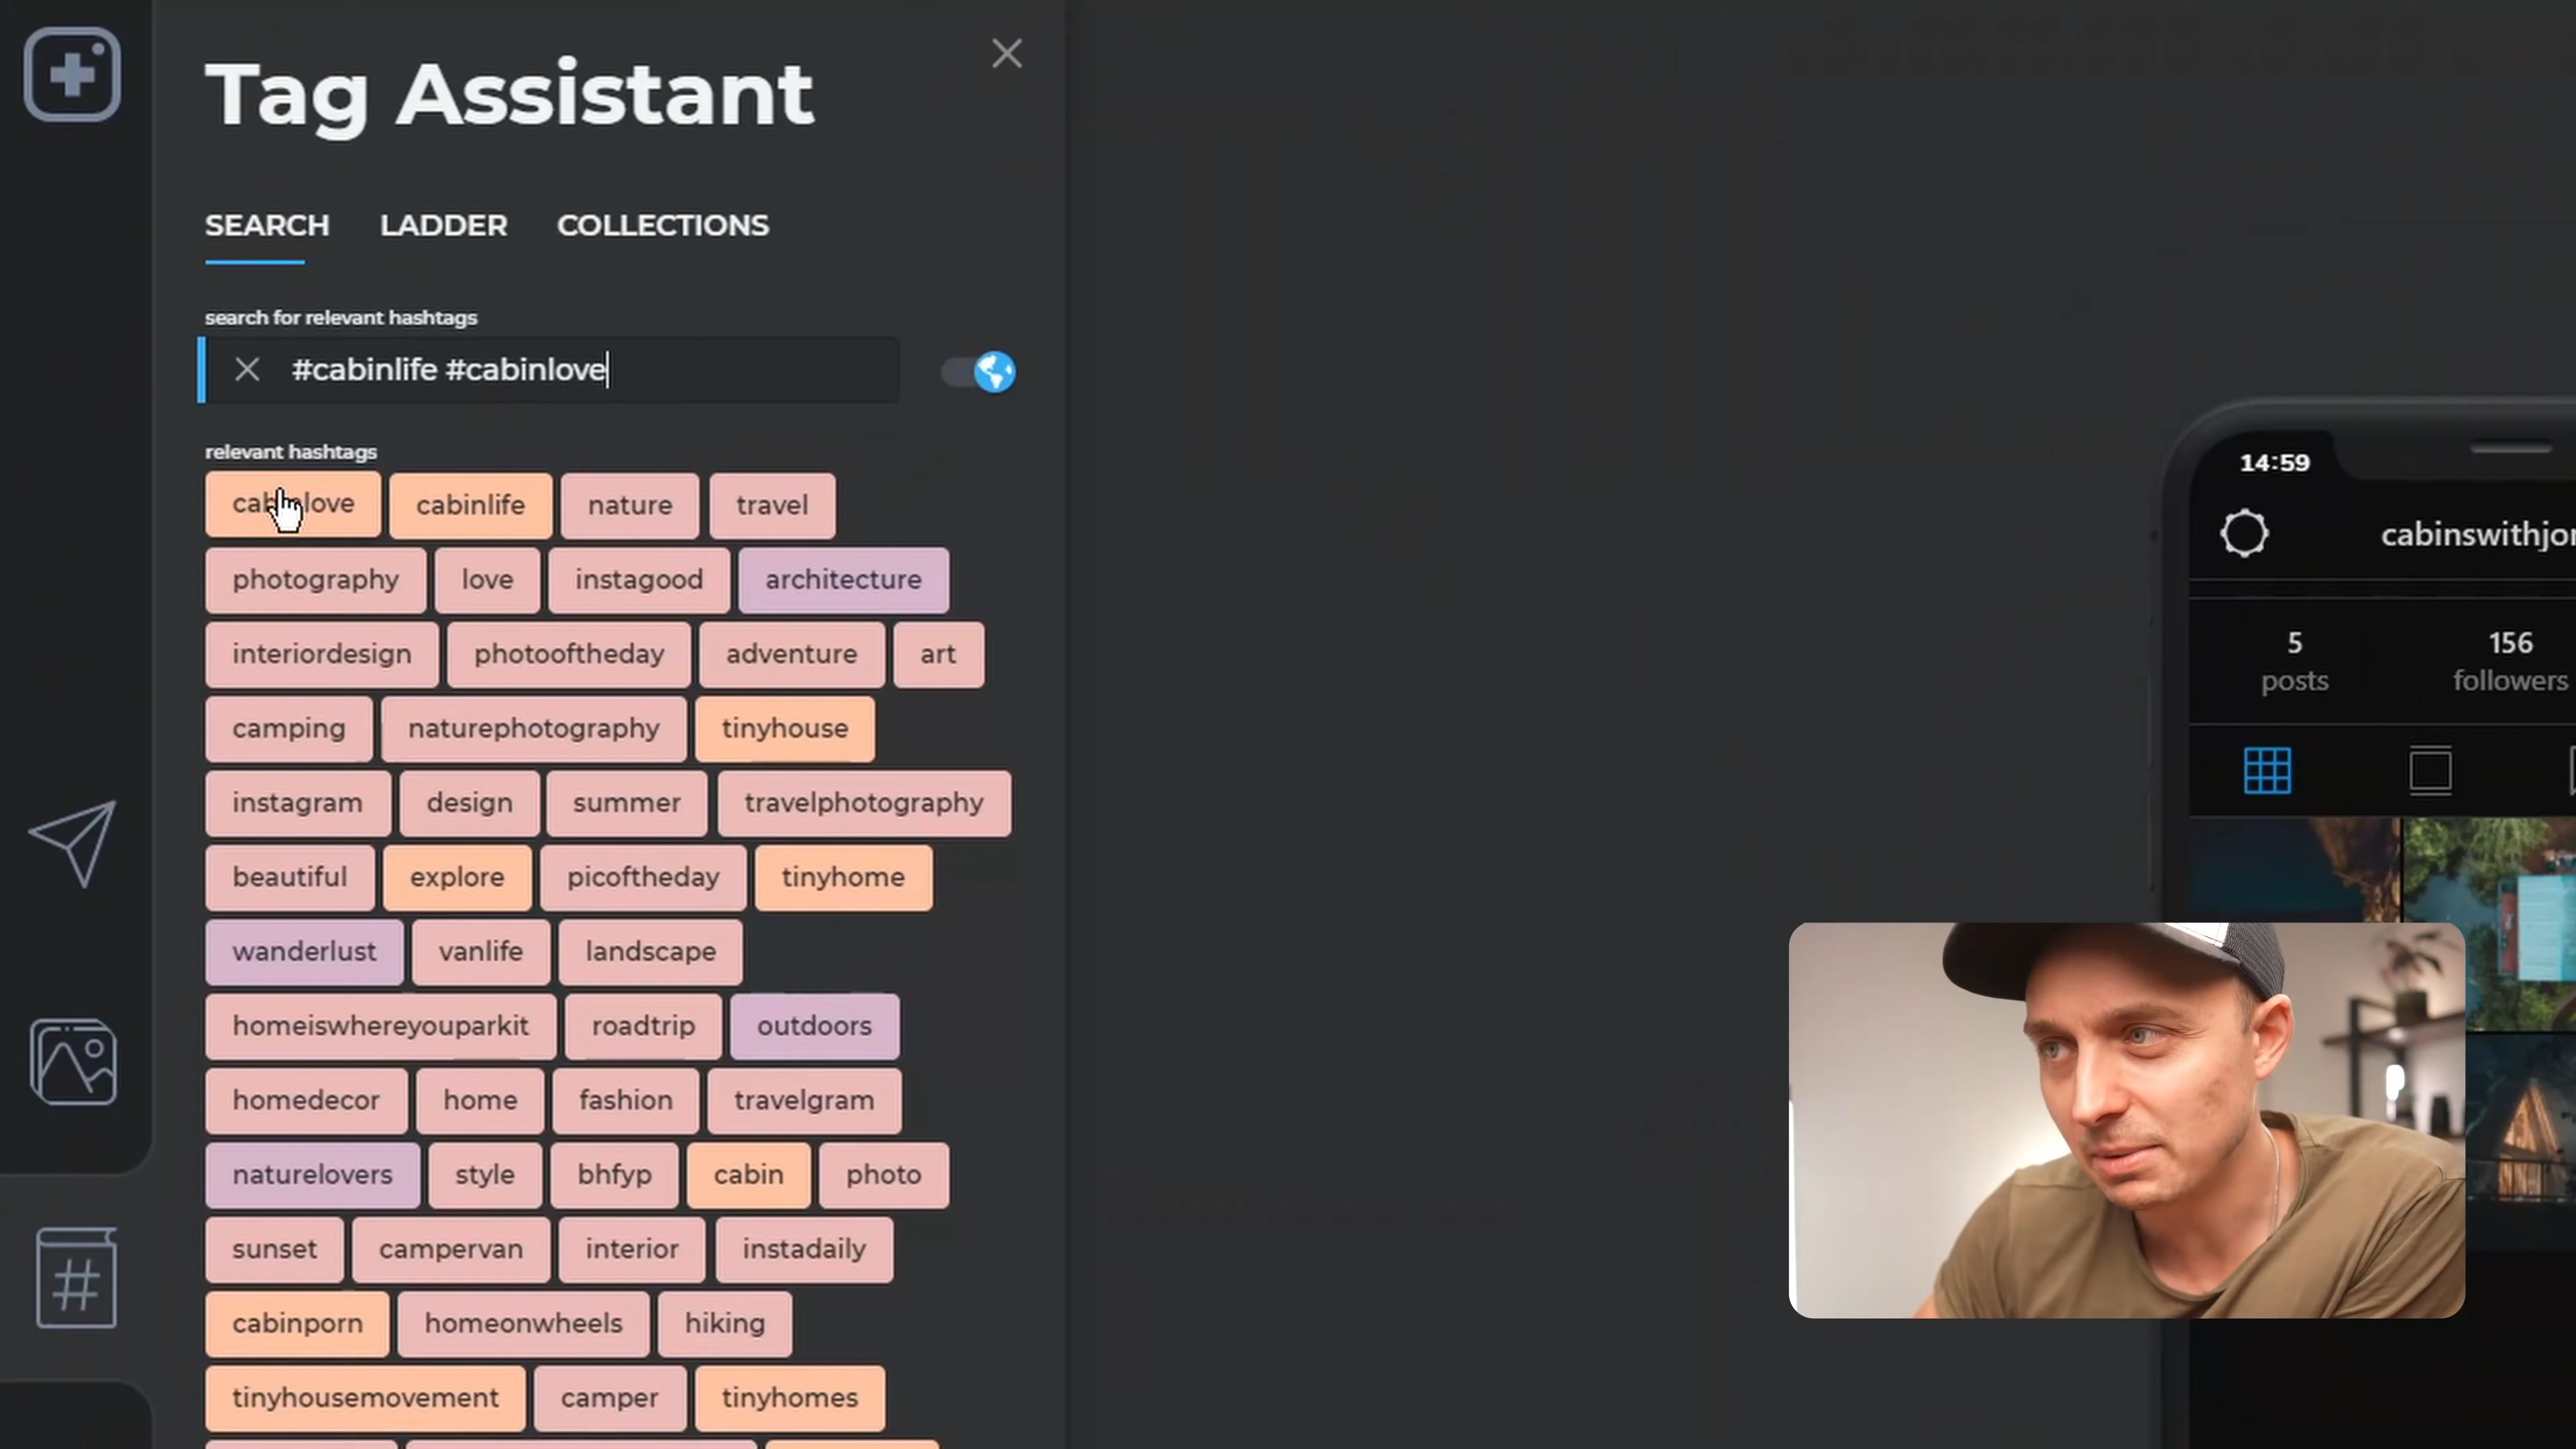 Tag Assistant
SEARCH LADDER COLLECTIONS
search for relevant hashtags
#cabinlife #cabinlove
relevant hashtags
cabinlove cabinlife nature travel
photography love instagood architecture
interiordesign photooftheday adventure art
camping naturephotography tinyhouse
instagram design summer travelphotography
beautiful explore picoftheday tinyhome
wanderlust vanlife landscape
homeiswhereyouparkit roadtrip outdoors
homedecor home fashion travelgram
naturelovers style bhfyp cabin photo
sunset campervan interior instadaily
cabinporn homeonwheels hiking
tinyhousemovement camper tinyhomes
14:59
5 156
posts followers